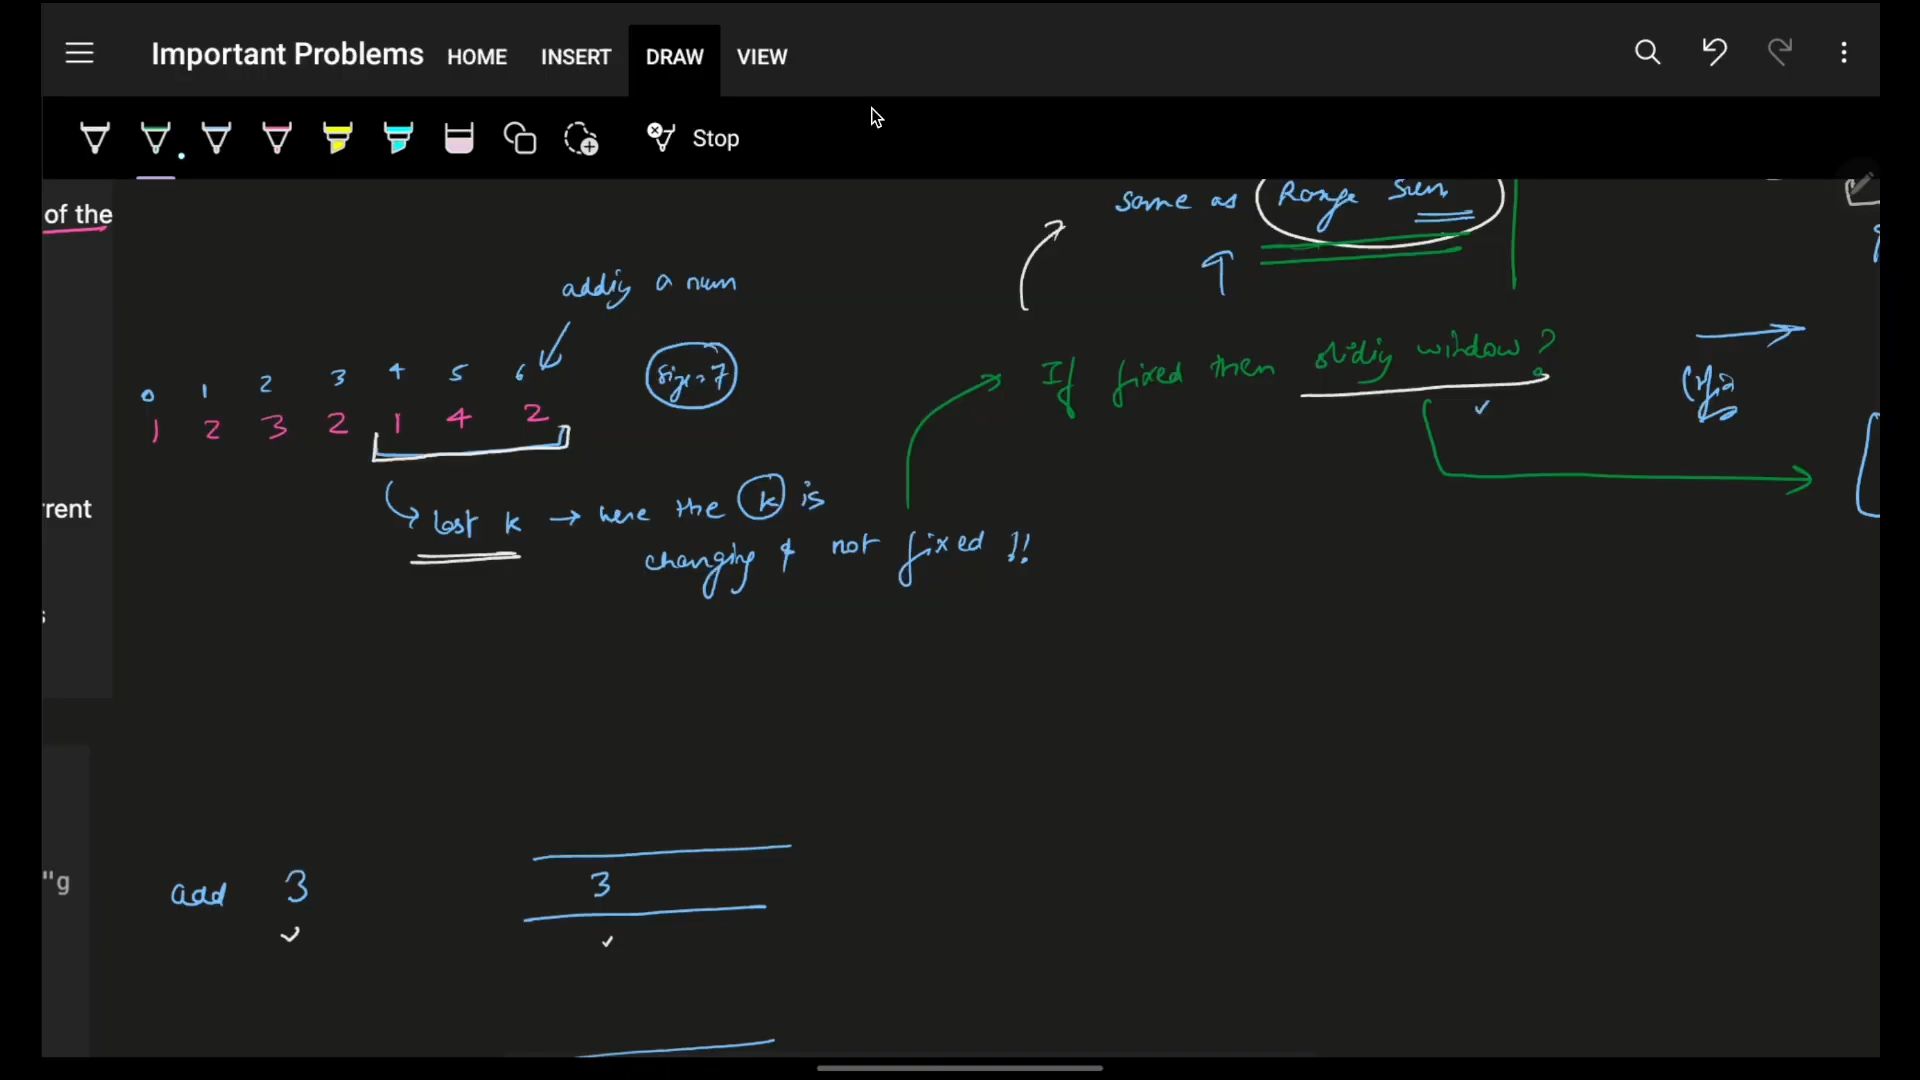 Important Problems HOME INSERT DRAW VIEW
Stop
of the
same as Range Sum
adding a num
0 1 2 3 4 5 6
size = 7
1 2 3 2 1 4 2
If fixed then sliding window?
rrent
last k → here the k is
changing & not fixed !!
"g
add 3
3